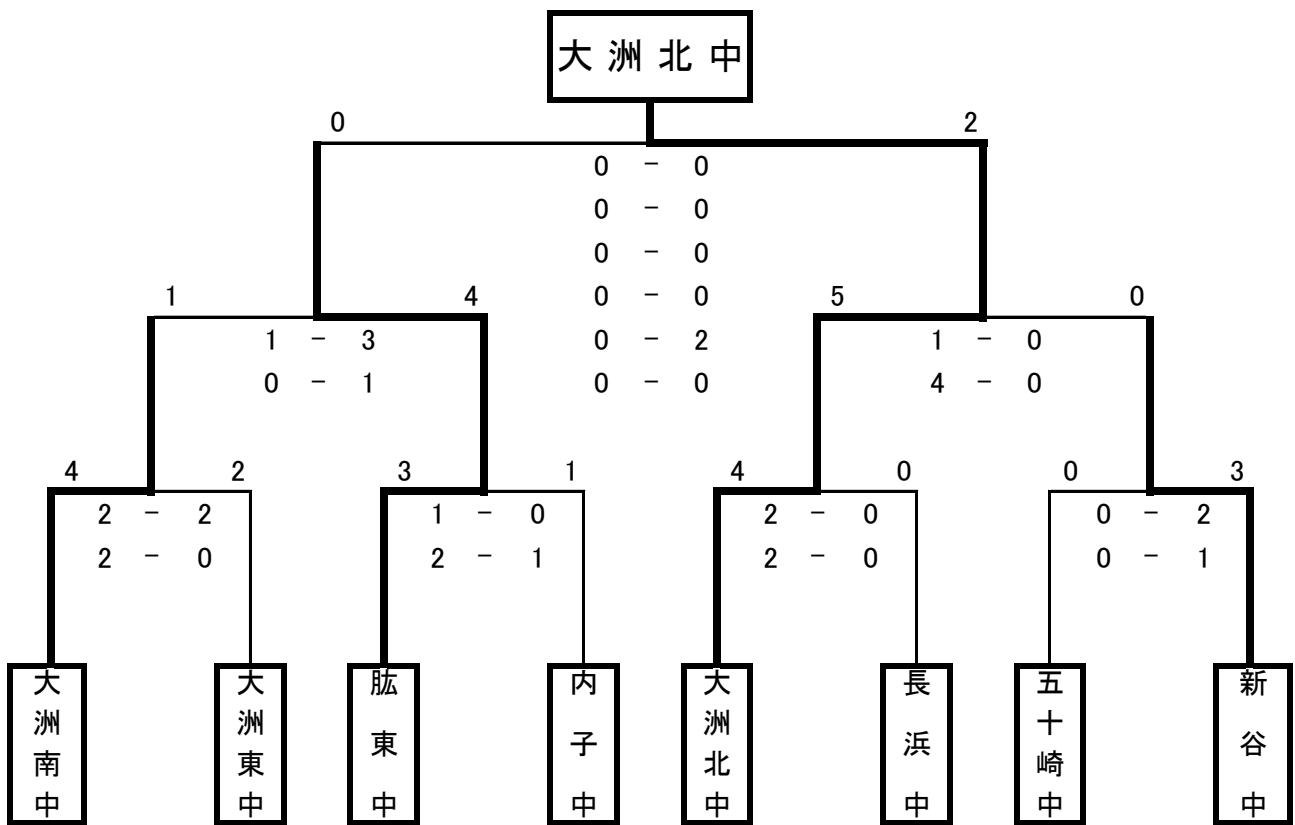 大洲北中
0 2
0 - 0
0 - 0
0 - 0
1 4 0 - 0 5 0
1 - 3 0 - 2 1 - 0
0 - 1 0 - 0 4 - 0
4 2 3 1 4 0 0 3
2 - 2 1 - 0 2 - 0 0 - 2
2 - 0 2 - 1 2 - 0 0 - 1
大洲南中
大洲東中
肱東中
内子中
大洲北中
長浜中
五十崎中
新谷中